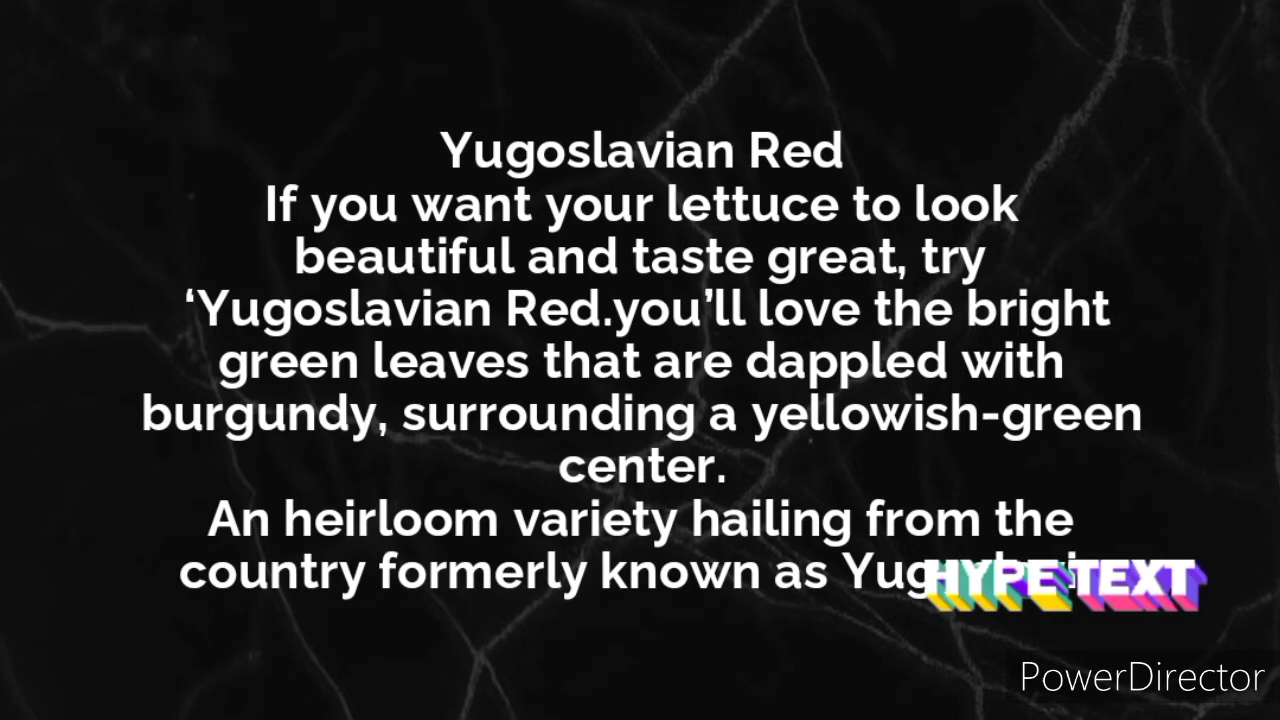 Yugoslavian Red
If you want your lettuce to look
beautiful and taste great, try
‘Yugoslavian Red.you’ll love the bright
green leaves that are dappled with
burgundy, surrounding a yellowish-green
center.
An heirloom variety hailing from the
country formerly known as
HYPE TEXT
PowerDirector